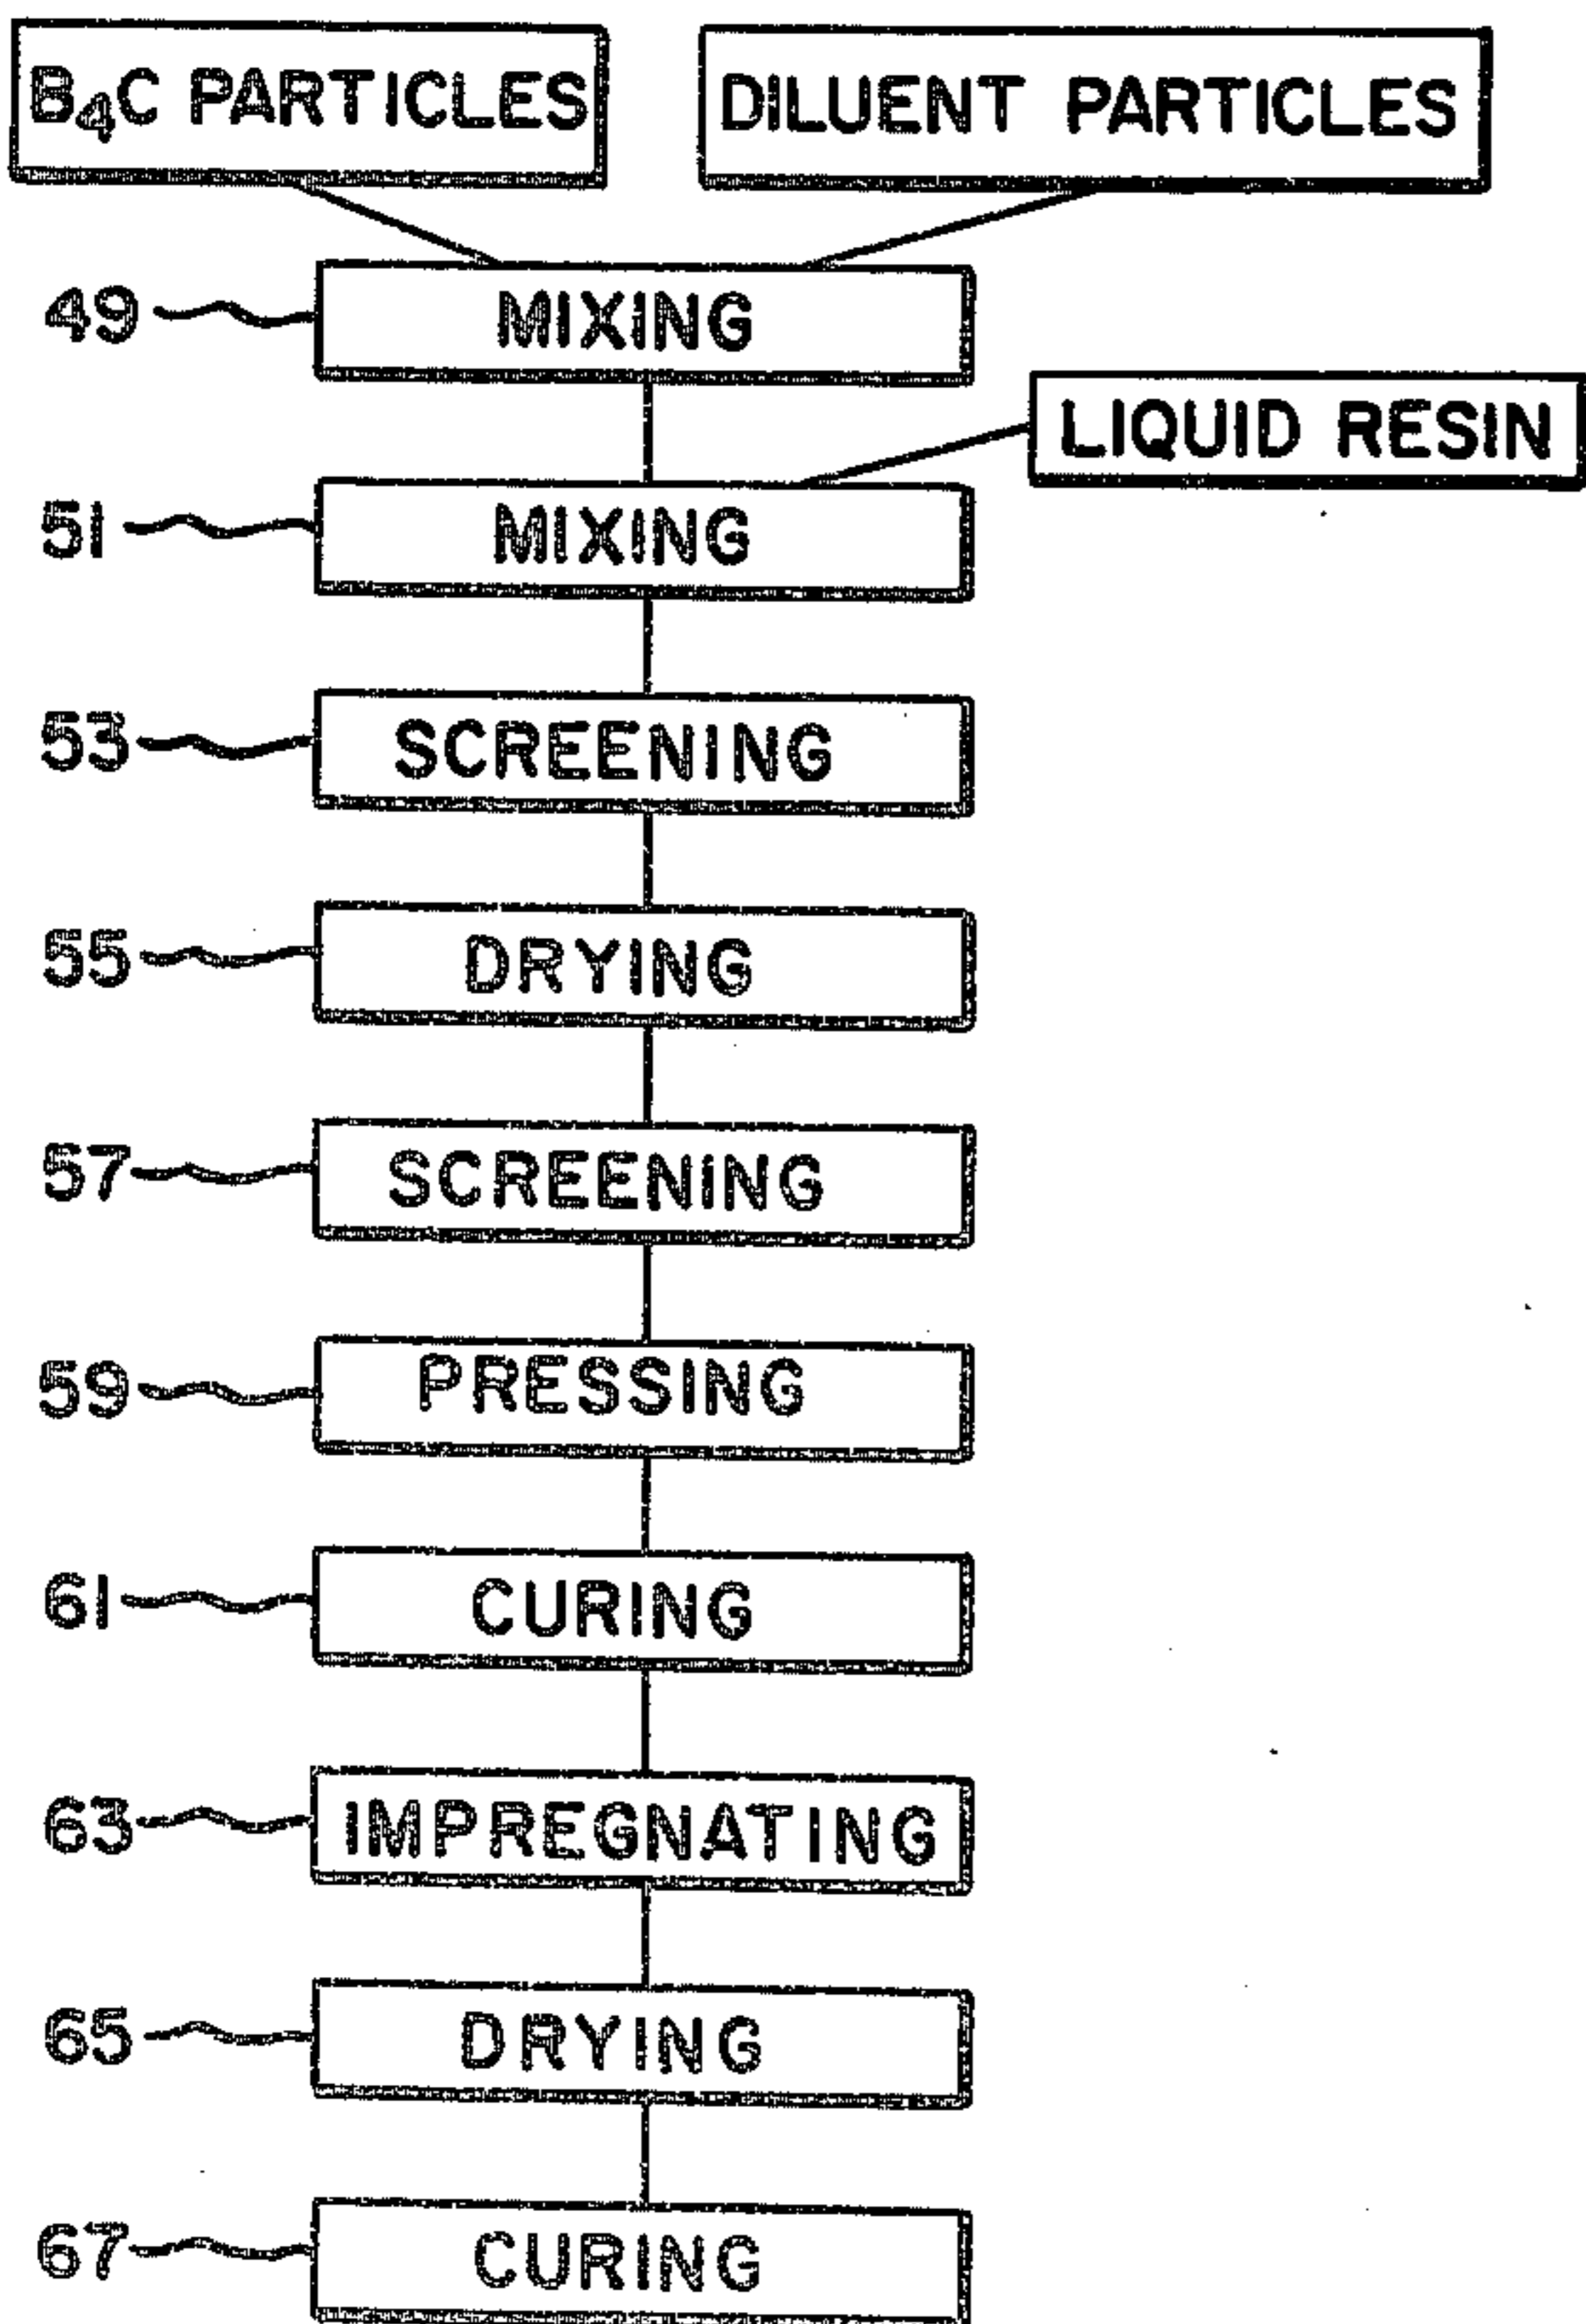 B₄C PARTICLES
DILUENT PARTICLES
49 MIXING
LIQUID RESIN
51 MIXING
53 SCREENING
55 DRYING
57 SCREENING
59 PRESSING
61 CURING
63 IMPREGNATING
65 DRYING
67 CURING